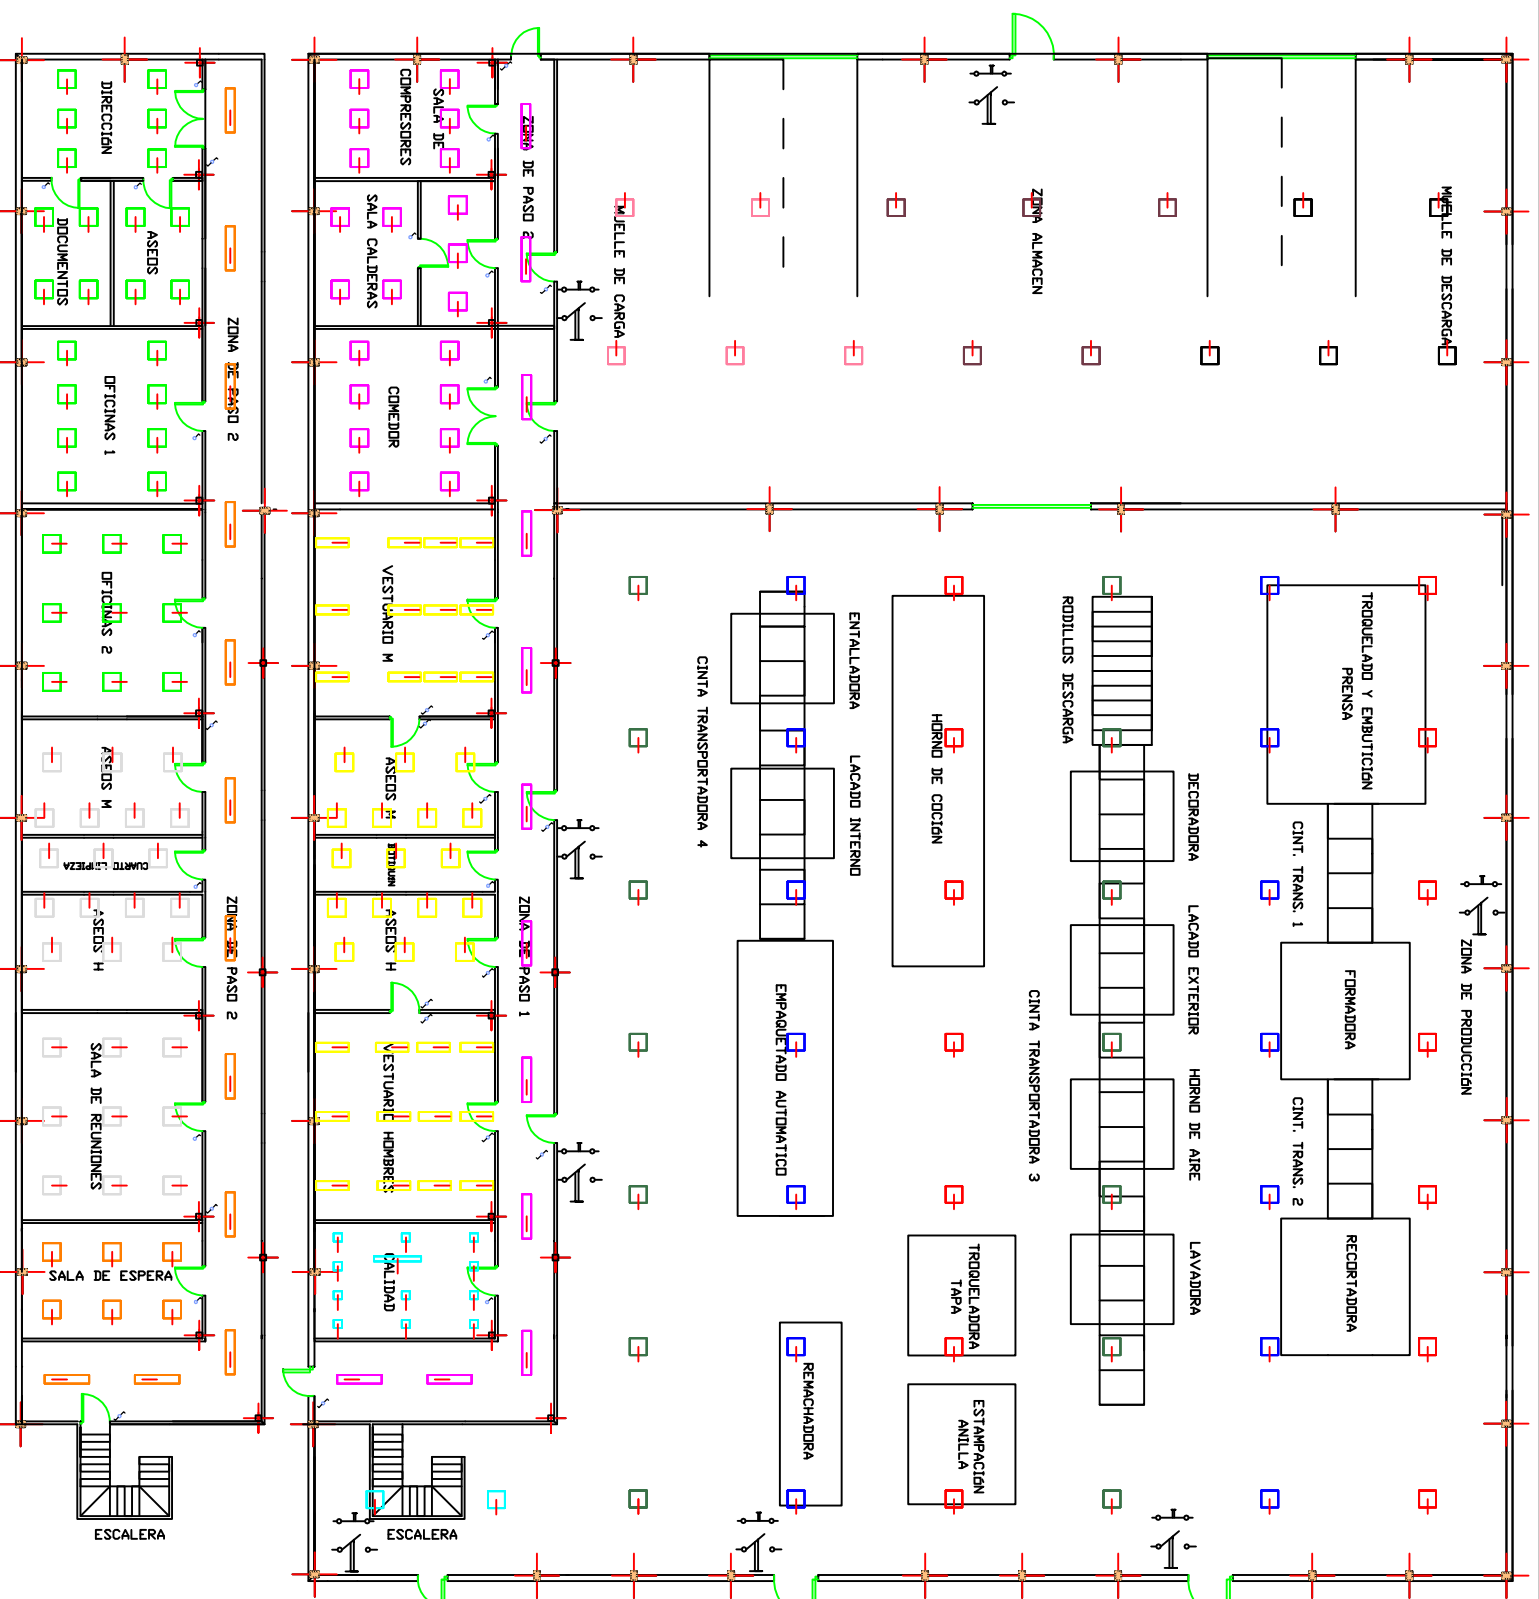 DIRECCIÓN
DOCUMENTOS
ASEOS
OFICINAS 1
ZONA DE PASO 2
OFICINAS 2
ASEOS M
CUARTO LIMPIEZA
ASEOS H
ZONA DE PASO 2
SALA DE REUNIONES
SALA DE ESPERA
ESCALERA
SALA DE
COMPRESORES
ZONA DE PASO 2
SALA CALDERAS
COMEDOR
VESTUARIO M
ASEOS M
ASEOS H
ZONA DE PASO 1
VESTUARIO HOMBRES
CALIDAD
ESCALERA
MUELLE DE CARGA
ZONA ALMACEN
MUELLE DE DESCARGA
CINTA TRANSPORTADORA 4
ENTALLADORA
LACADO INTERNO
HORNO DE COCIÓN
EMPAQUETADO AUTOMATICO
RODILLOS DESCARGA
DECORADORA
LACADO EXTERIOR
CINTA TRANSPORTADORA 3
HORNO DE AIRE
LAVADORA
TROQUELADO Y EMBUTICIÓN
PRENSA
CINT. TRANS. 1
FORMADORA
ZONA DE PRODUCCIÓN
CINT. TRANS. 2
RECORTADORA
TROQUELADORA
TAPA
REMACHADORA
ESTAMPACIÓN
ANILLA